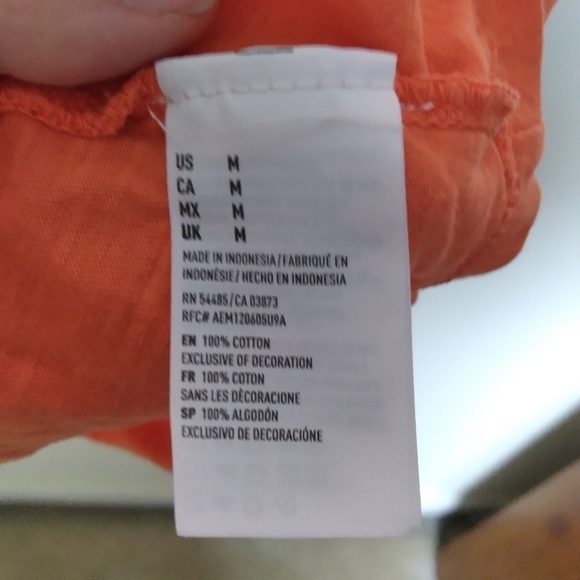 US M
CA M
MX M
UK M
MADE IN INDONESIA/FABRIQUÉ EN
INDONÉSIE/ HECHO EN INDONESIA
RN 54485/CA 03873
RFC# AEM120605U9A
EN 100% COTTON
EXCLUSIVE OF DECORATION
FR 100% COTON
SANS LES DÉCORACIONE
SP 100% ALGODÓN
EXCLUSIVO DE DECORACIÓNE